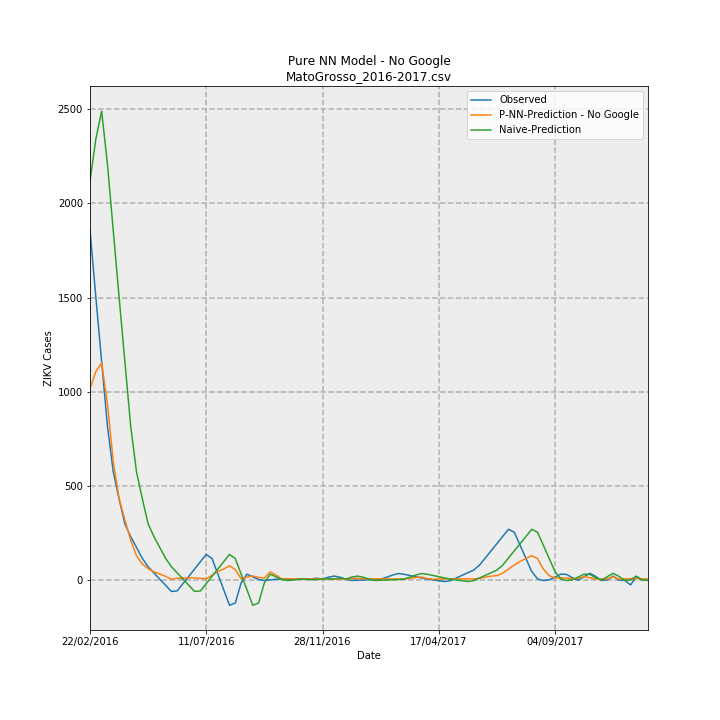 Pure NN Model - No Google
MatoGrosso_2016-2017.csv
Observed
P-NN-Prediction - No Google
Naive-Prediction
2500
2000
1500
1000
500
0
ZIKV Cases
22/02/2016
11/07/2016
28/11/2016
17/04/2017
04/09/2017
Date